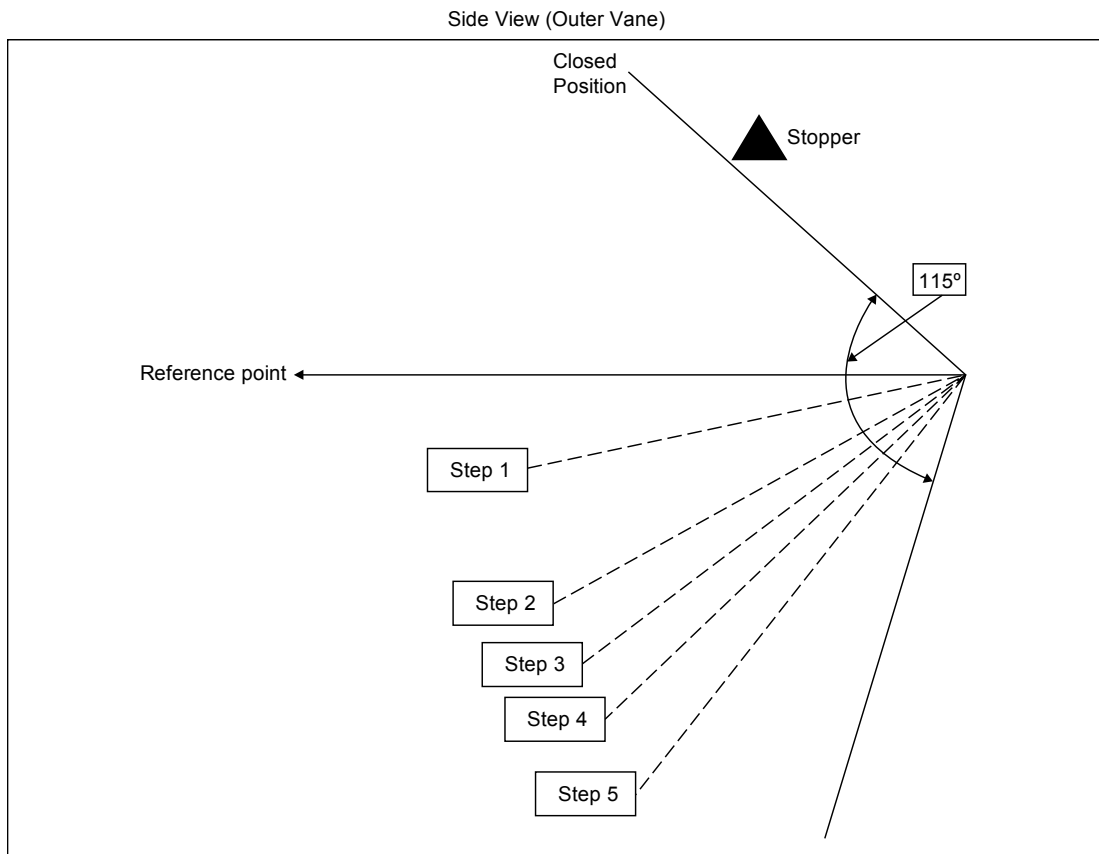 Side View (Outer Vane)
Closed
Position
Stopper
115º
Reference point
Step 1
Step 2
Step 3
Step 4
Step 5